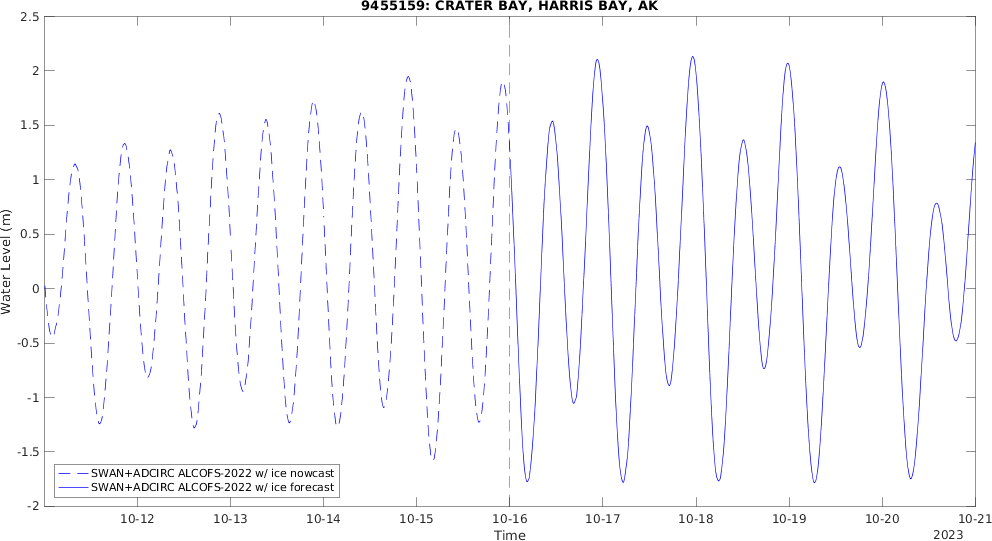 9455159: CRATER BAY, HARRIS BAY, AK
2.5
2
1.5
1
0.5
0
-0.5
-1
-1.5
-2
Water Level (m)
SWAN+ADCIRC ALCOFS-2022 w/ ice nowcast
SWAN+ADCIRC ALCOFS-2022 w/ ice forecast
10-12 10-13 10-14 10-15 10-16 10-17 10-18 10-19 10-20 10-21
Time
2023